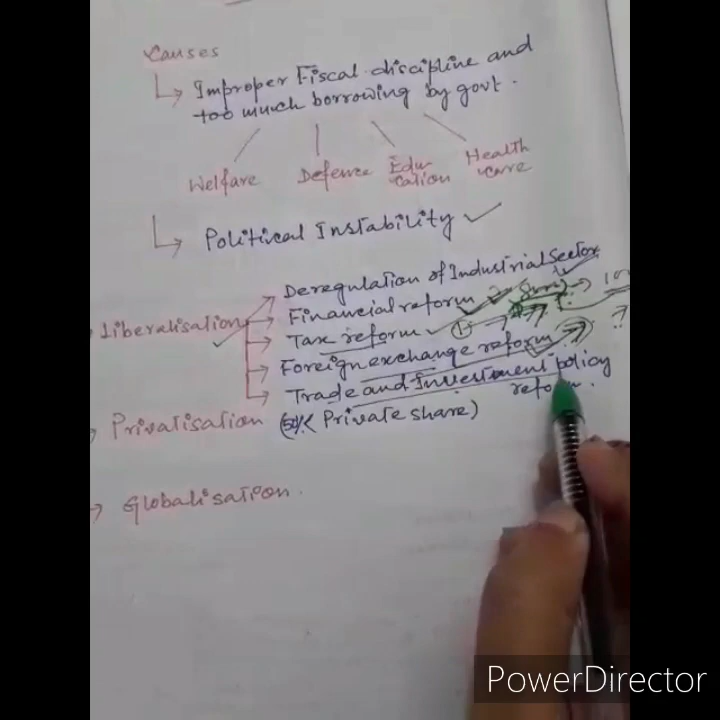 Causes
Improper Fiscal discipline and
too much borrowing by govt.
Welfare Defence Edu- Health
cation care
Political Instability
Deregulation of Industrial Sector
Liberalisation Financial reform
Tax reform
Foreign exchange reform
Trade and Investment policy
reform.
Privatisation (50%< Private share)
Globalisation.
PowerDirector